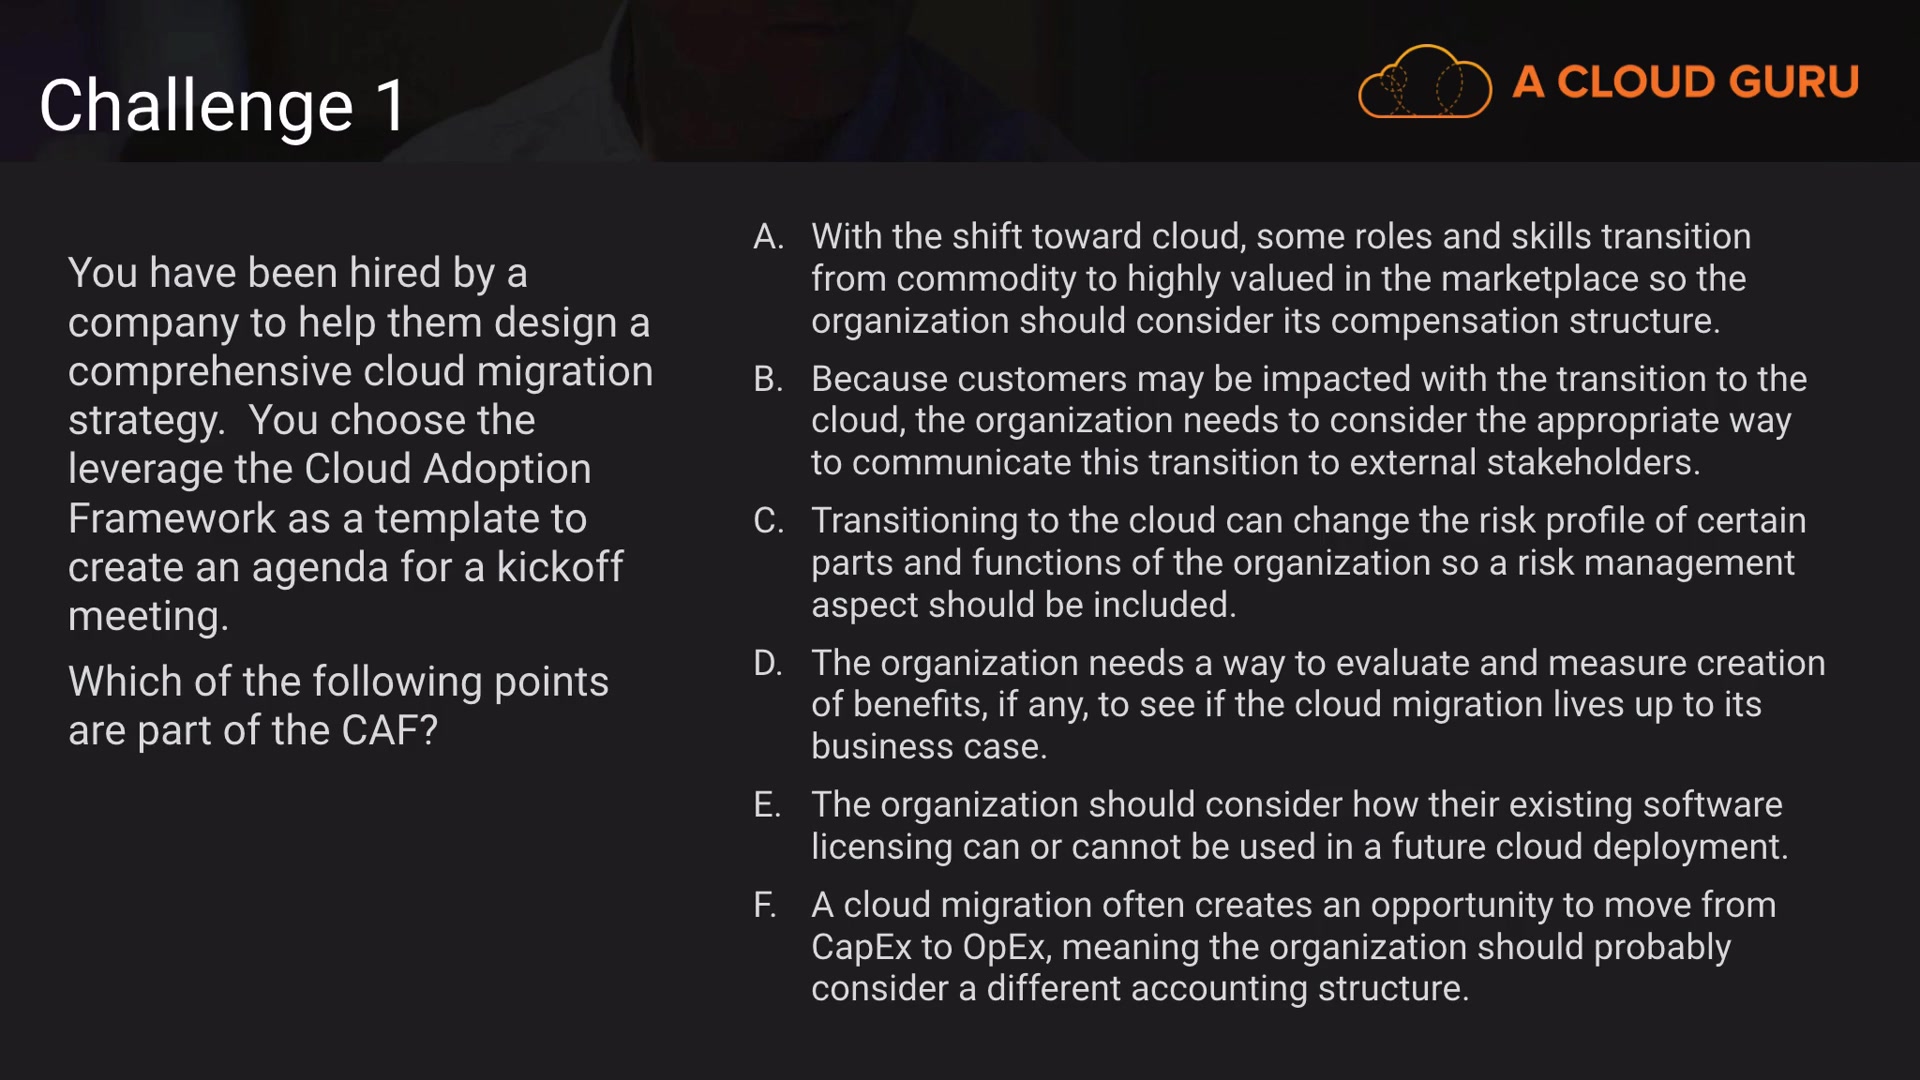 Challenge 1
A CLOUD GURU
You have been hired by a
company to help them design a
comprehensive cloud migration
strategy.  You choose the
leverage the Cloud Adoption
Framework as a template to
create an agenda for a kickoff
meeting.
Which of the following points
are part of the CAF?
A. With the shift toward cloud, some roles and skills transition
from commodity to highly valued in the marketplace so the
organization should consider its compensation structure.
B. Because customers may be impacted with the transition to the
cloud, the organization needs to consider the appropriate way
to communicate this transition to external stakeholders.
C. Transitioning to the cloud can change the risk profile of certain
parts and functions of the organization so a risk management
aspect should be included.
D. The organization needs a way to evaluate and measure creation
of benefits, if any, to see if the cloud migration lives up to its
business case.
E. The organization should consider how their existing software
licensing can or cannot be used in a future cloud deployment.
F. A cloud migration often creates an opportunity to move from
CapEx to OpEx, meaning the organization should probably
consider a different accounting structure.